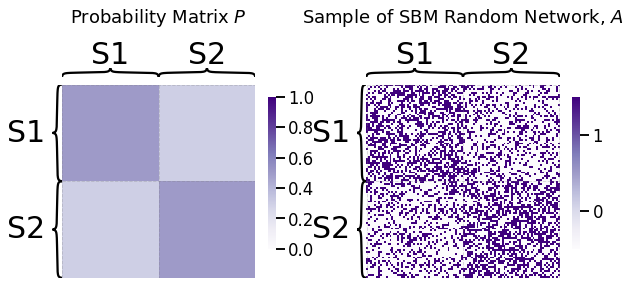 Probability Matrix P
S1 S2
S1
S2
1.0
0.8
0.6
0.4
0.2
0.0
Sample of SBM Random Network, A
S1 S2
S1
S2
1
0